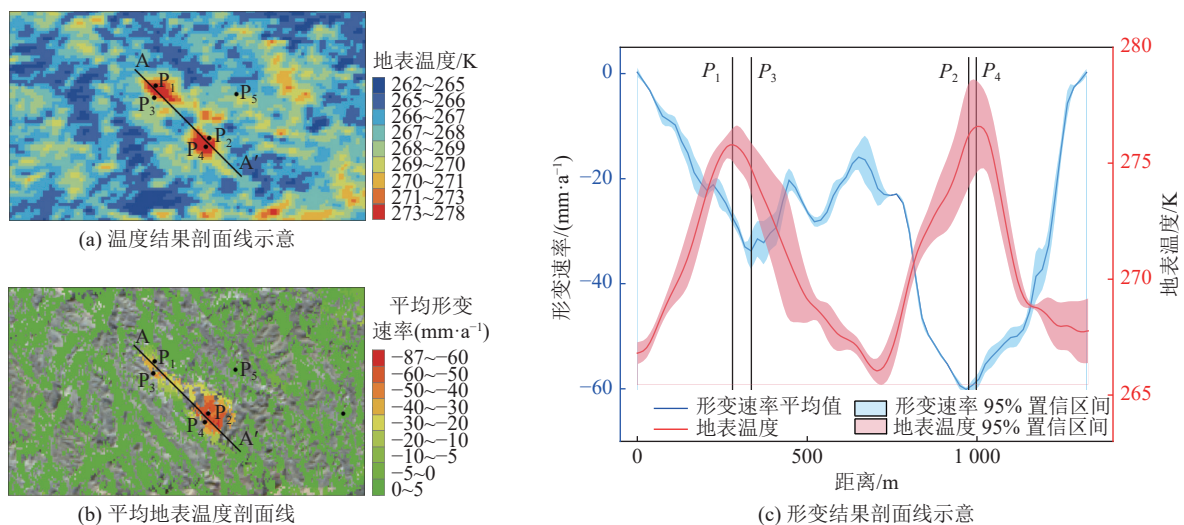 A
P1
P3
P5
P2
P4
A′
地表温度/K
262~265
265~266
266~267
267~268
268~269
269~270
270~271
271~273
273~278
(a) 温度结果剖面线示意
A
P1
P3
P5
P2
P4
A′
平均形变
速率(mm·a⁻¹)
−87~−60
−60~−50
−50~−40
−40~−30
−30~−20
−20~−10
−10~−5
−5~0
0~5
(b) 平均地表温度剖面线
P1
P3
P2
P4
0
−20
−40
−60
形变速率/(mm·a⁻¹)
280
275
270
265
地表温度/K
形变速率平均值
形变速率 95% 置信区间
地表温度
地表温度 95% 置信区间
0
500
1 000
距离/m
(c) 形变结果剖面线示意